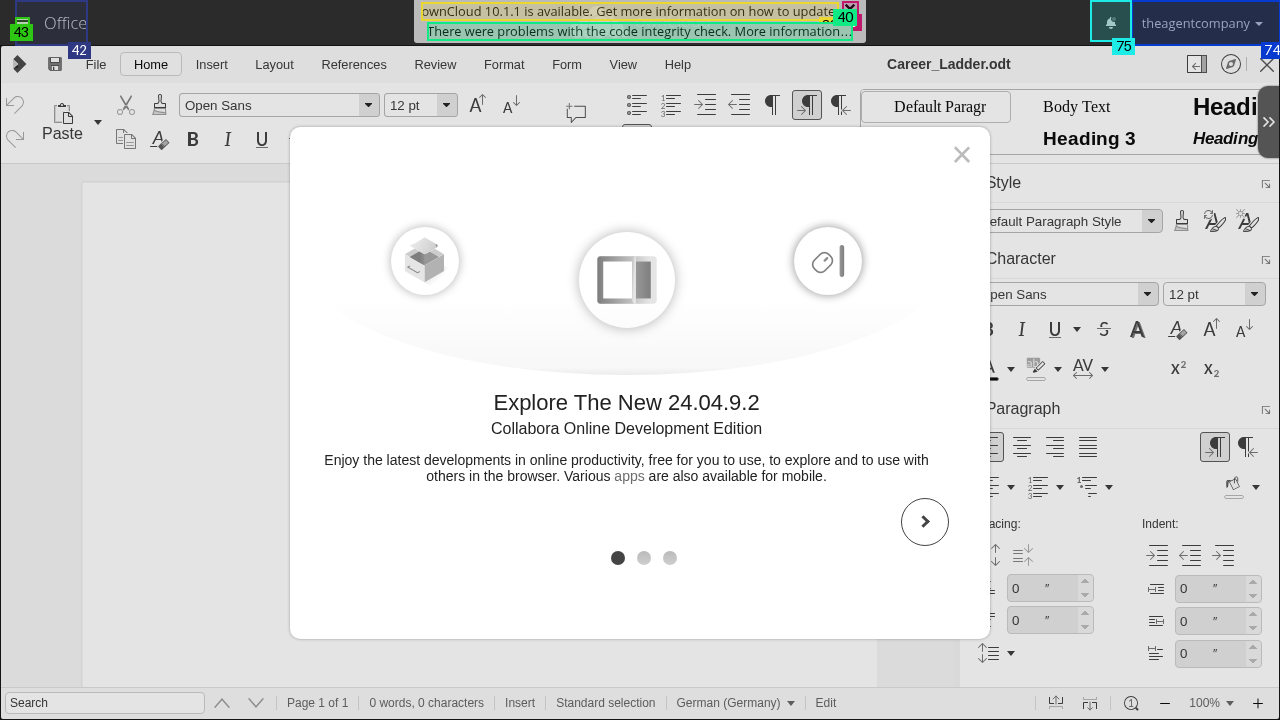 ownCloud 10.1.1 is available. Get more information on how to update.
40
There were problems with the code integrity check. More information…
43
Office
42
theagentcompany
75
74
File
Home
Insert
Layout
References
Review
Format
View
Help
Career_Ladder.odt
Paste
Open Sans
12 pt
Default Paragr
Body Text
Heading 3
Style
efault Paragraph Style
Character
pen Sans
12 pt
Paragraph
acing:
Indent:
0 "
0 "
0 "
0 "
0 "
Explore The New 24.04.9.2
Collabora Online Development Edition
Enjoy the latest developments in online productivity, free for you to use, to explore and to use with
others in the browser. Various apps are also available for mobile.
Search
Page 1 of 1
0 words, 0 characters
Insert
Standard selection
German (Germany)
Edit
100%